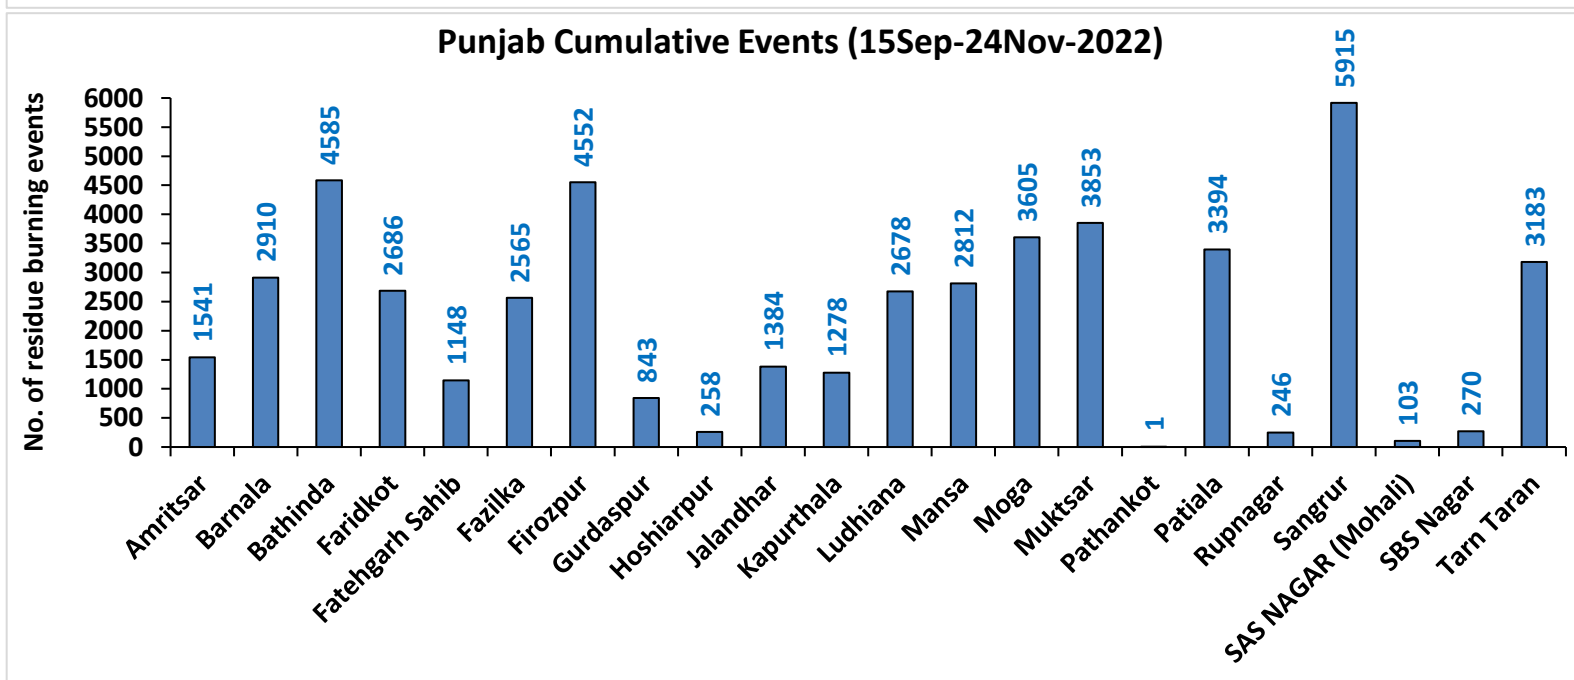 Punjab Cumulative Events (15Sep-24Nov-2022)
No. of residue burning events
6000
5500
5000
4500
4000
3500
3000
2500
2000
1500
1000
500
0
1541
2910
4585
2686
1148
2565
4552
843
258
1384
1278
2678
2812
3605
3853
1
3394
246
5915
103
270
3183
Amritsar
Barnala
Bathinda
Faridkot
Fatehgarh Sahib
Fazilka
Firozpur
Gurdaspur
Hoshiarpur
Jalandhar
Kapurthala
Ludhiana
Mansa
Moga
Muktsar
Pathankot
Patiala
Rupnagar
Sangrur
SAS NAGAR (Mohali)
SBS Nagar
Tarn Taran